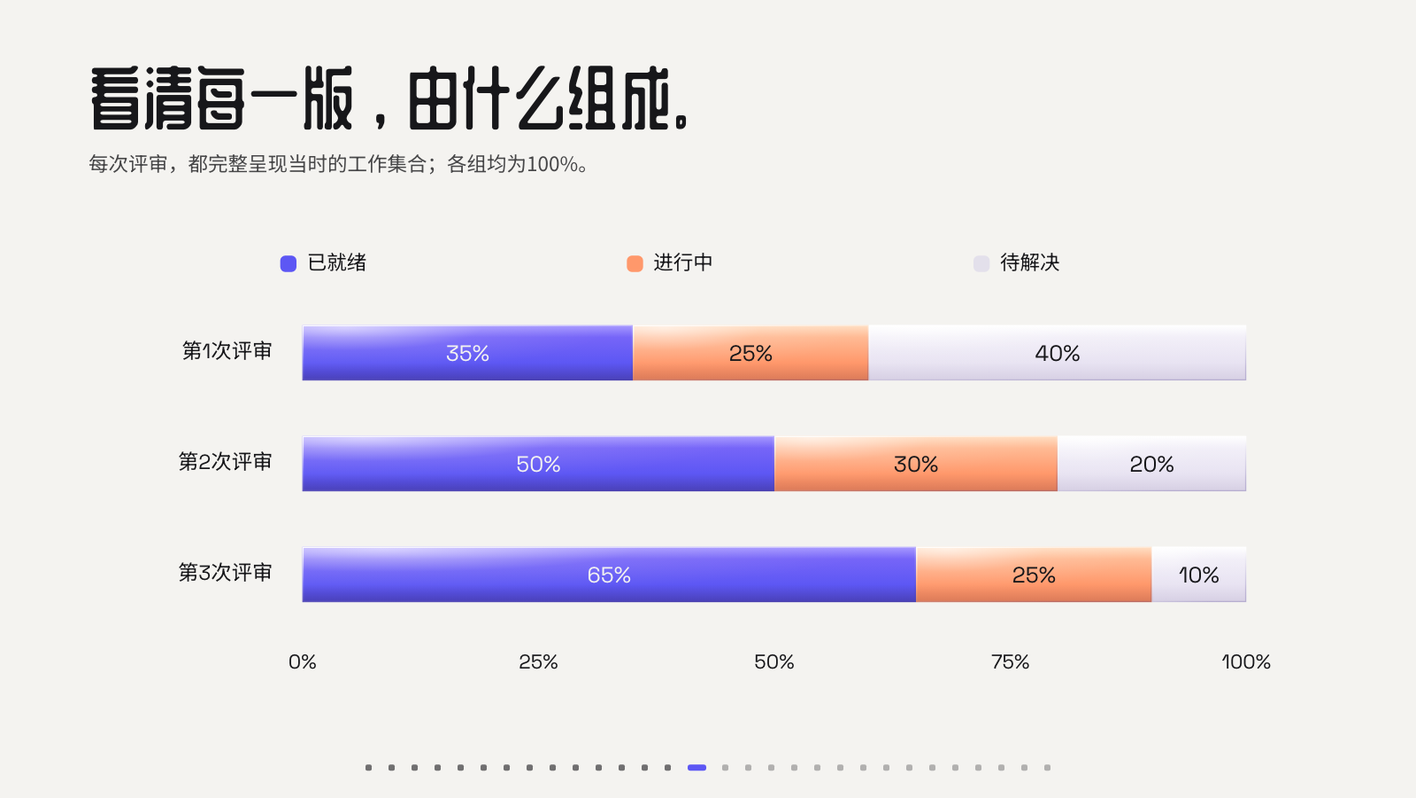 看清每一版，由什么组成。
每次评审，都完整呈现当时的工作集合；各组均为100%。
已就绪 进行中 待解决
第1次评审 35% 25% 40%
第2次评审 50% 30% 20%
第3次评审 65% 25% 10%
0% 25% 50% 75% 100%